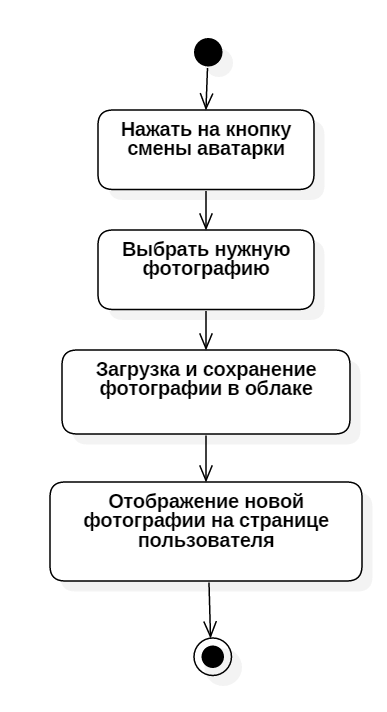 Нажать на кнопку
смены аватарки
Выбрать нужную
фотографию
Загрузка и сохранение
фотографии в облаке
Отображение новой
фотографии на странице
пользователя